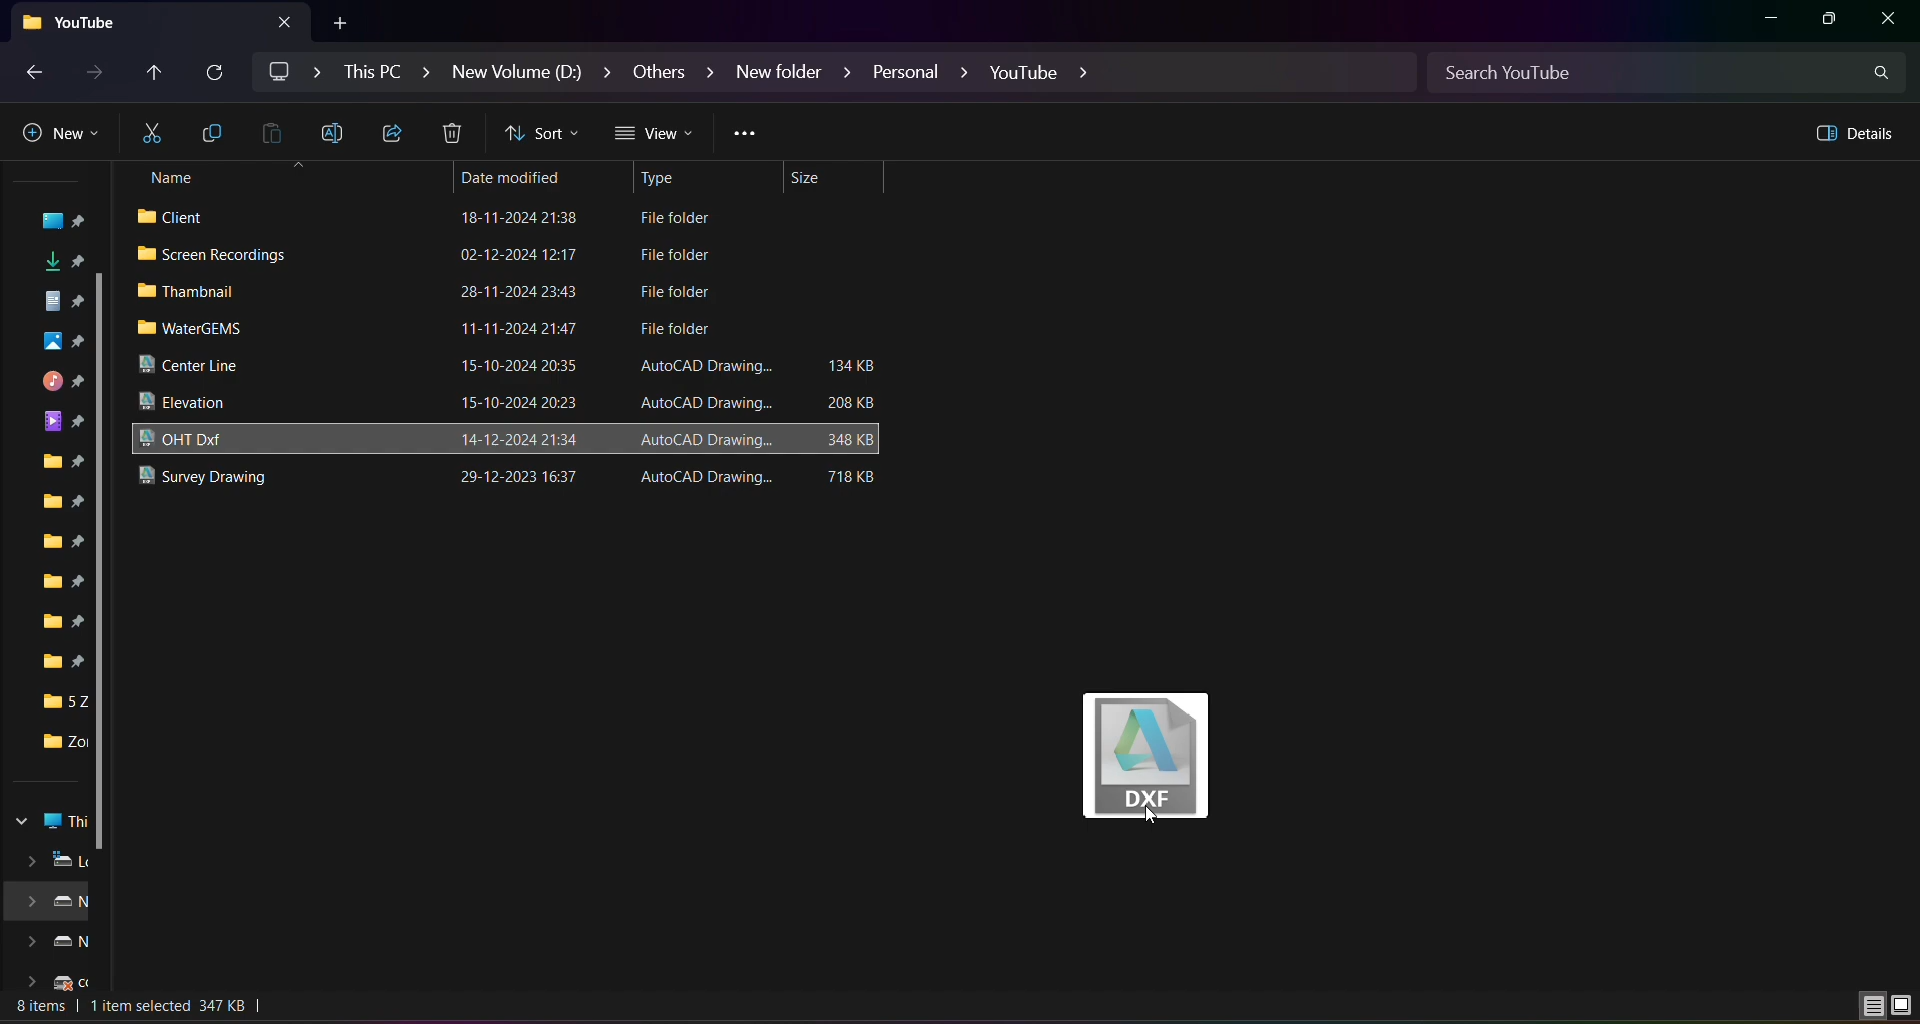 YouTube
This PC > New Volume (D:) > Others > New folder > Personal > YouTube >
Search YouTube
New
Sort
View
Details
Name Date modified Type Size
Client 18-11-2024 21:38 File folder
Screen Recordings 02-12-2024 12:17 File folder
Thambnail 28-11-2024 23:43 File folder
WaterGEMS 11-11-2024 21:47 File folder
Center Line 15-10-2024 20:35 AutoCAD Drawing... 134 KB
Elevation 15-10-2024 20:23 AutoCAD Drawing... 208 KB
OHT Dxf 14-12-2024 21:34 AutoCAD Drawing... 348 KB
Survey Drawing 29-12-2023 16:37 AutoCAD Drawing... 718 KB
5 Z
Zo
Thi
L
N
N
co
DXF
8 items | 1 item selected 347 KB |